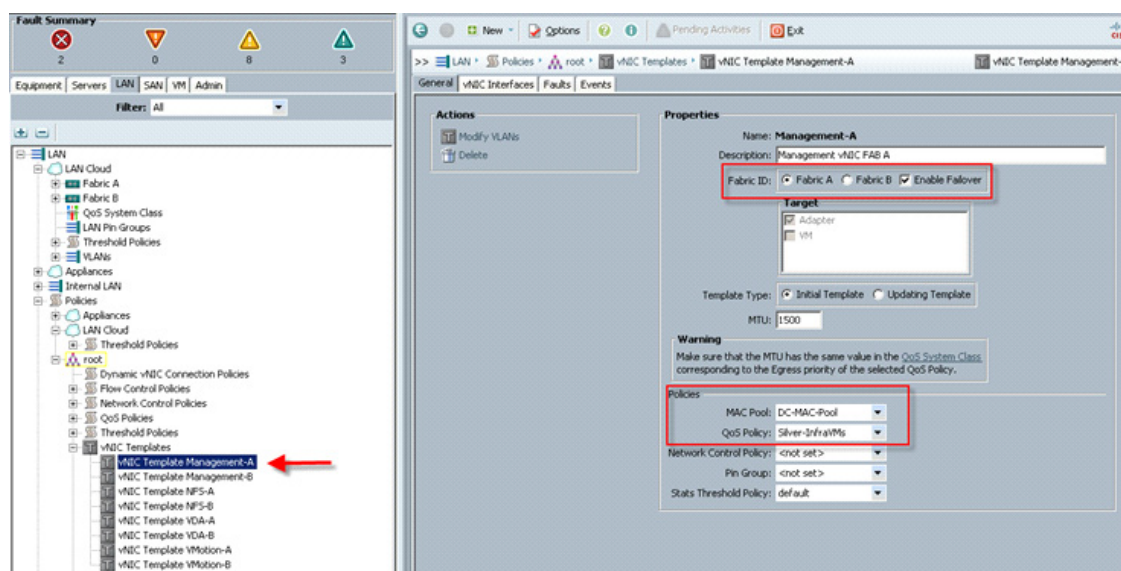 Fault Summary
2 0 8 3
Equipment Servers LAN SAN VM Admin
Filter: All
LAN
LAN Cloud
Fabric A
Fabric B
QoS System Class
LAN Pin Groups
Threshold Policies
VLANs
Appliances
Internal LAN
Policies
Appliances
LAN Cloud
Threshold Policies
root
Dynamic vNIC Connection Policies
Flow Control Policies
Network Control Policies
QoS Policies
Threshold Policies
vNIC Templates
vNIC Template Management-A
vNIC Template Management-B
vNIC Template NFS-A
vNIC Template NFS-B
vNIC Template VDA-A
vNIC Template VDA-B
vNIC Template VMotion-A
vNIC Template VMotion-B
New Options Pending Activities Exit
>> LAN Policies root vNIC Templates vNIC Template Management-A vNIC Template Management-
General vNIC Interfaces Faults Events
Actions
Modify VLANs
Delete
Properties
Name: Management-A
Description: Management vNIC FAB A
Fabric ID: Fabric A Fabric B Enable Failover
Target
Adapter
VM
Template Type: Initial Template Updating Template
MTU: 1500
Warning
Make sure that the MTU has the same value in the QoS System Class
corresponding to the Egress priority of the selected QoS Policy.
Policies
MAC Pool: DC-MAC-Pool
QoS Policy: Silver-InfraVMs
Network Control Policy: <not set>
Pin Group: <not set>
Stats Threshold Policy: default